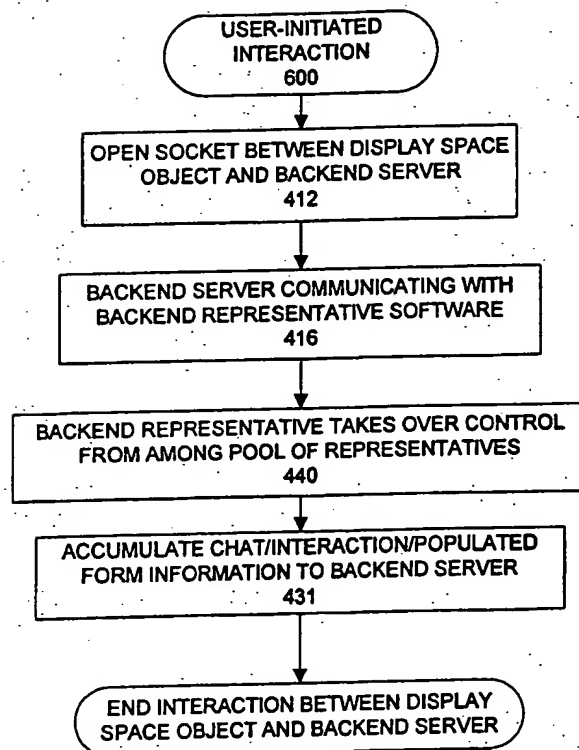 USER-INITIATED
INTERACTION
600
OPEN SOCKET BETWEEN DISPLAY SPACE
OBJECT AND BACKEND SERVER
412
BACKEND SERVER COMMUNICATING WITH
BACKEND REPRESENTATIVE SOFTWARE
416
BACKEND REPRESENTATIVE TAKES OVER CONTROL
FROM AMONG POOL OF REPRESENTATIVES
440
ACCUMULATE CHAT/INTERACTION/POPULATED
FORM INFORMATION TO BACKEND SERVER
431
END INTERACTION BETWEEN DISPLAY
SPACE OBJECT AND BACKEND SERVER